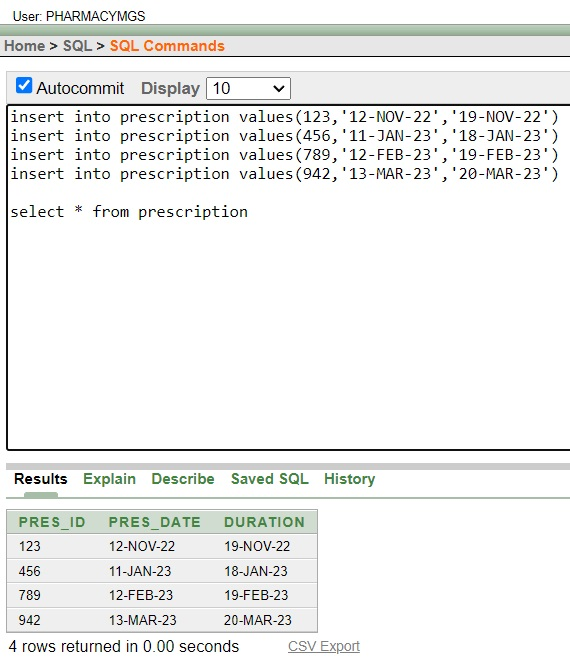 User: PHARMACYMGS
Home > SQL > SQL Commands
Autocommit Display 10
insert into prescription values(123,'12-NOV-22','19-NOV-22')
insert into prescription values(456,'11-JAN-23','18-JAN-23')
insert into prescription values(789,'12-FEB-23','19-FEB-23')
insert into prescription values(942,'13-MAR-23','20-MAR-23')
select * from prescription
Results Explain Describe Saved SQL History
PRES_ID PRES_DATE DURATION
123 12-NOV-22 19-NOV-22
456 11-JAN-23 18-JAN-23
789 12-FEB-23 19-FEB-23
942 13-MAR-23 20-MAR-23
4 rows returned in 0.00 seconds CSV Export